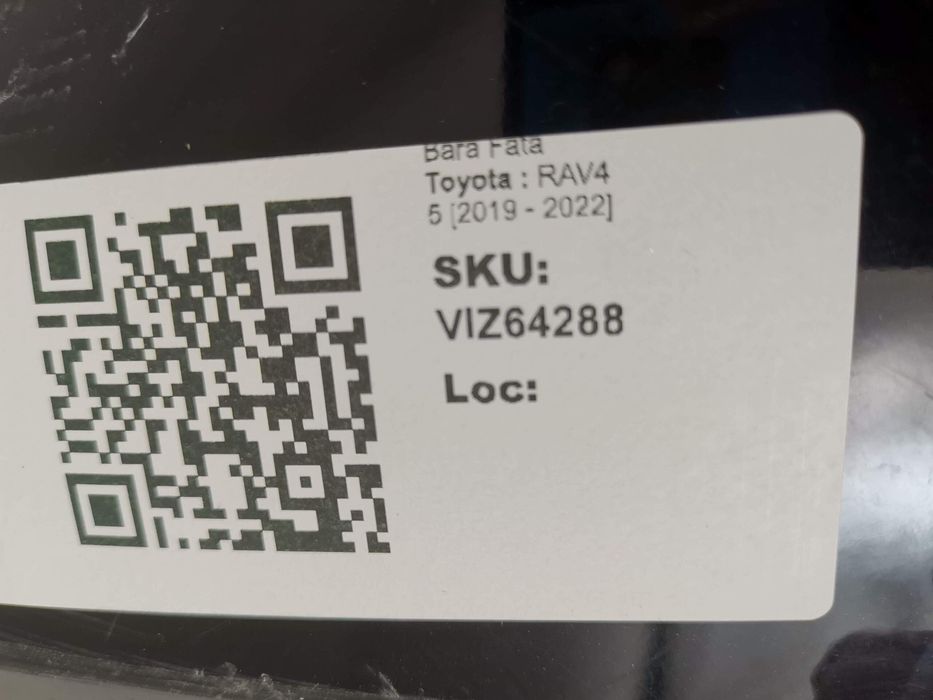 Bara Fata
Toyota : RAV4
5 [2019 - 2022]
SKU:
VIZ64288
Loc: